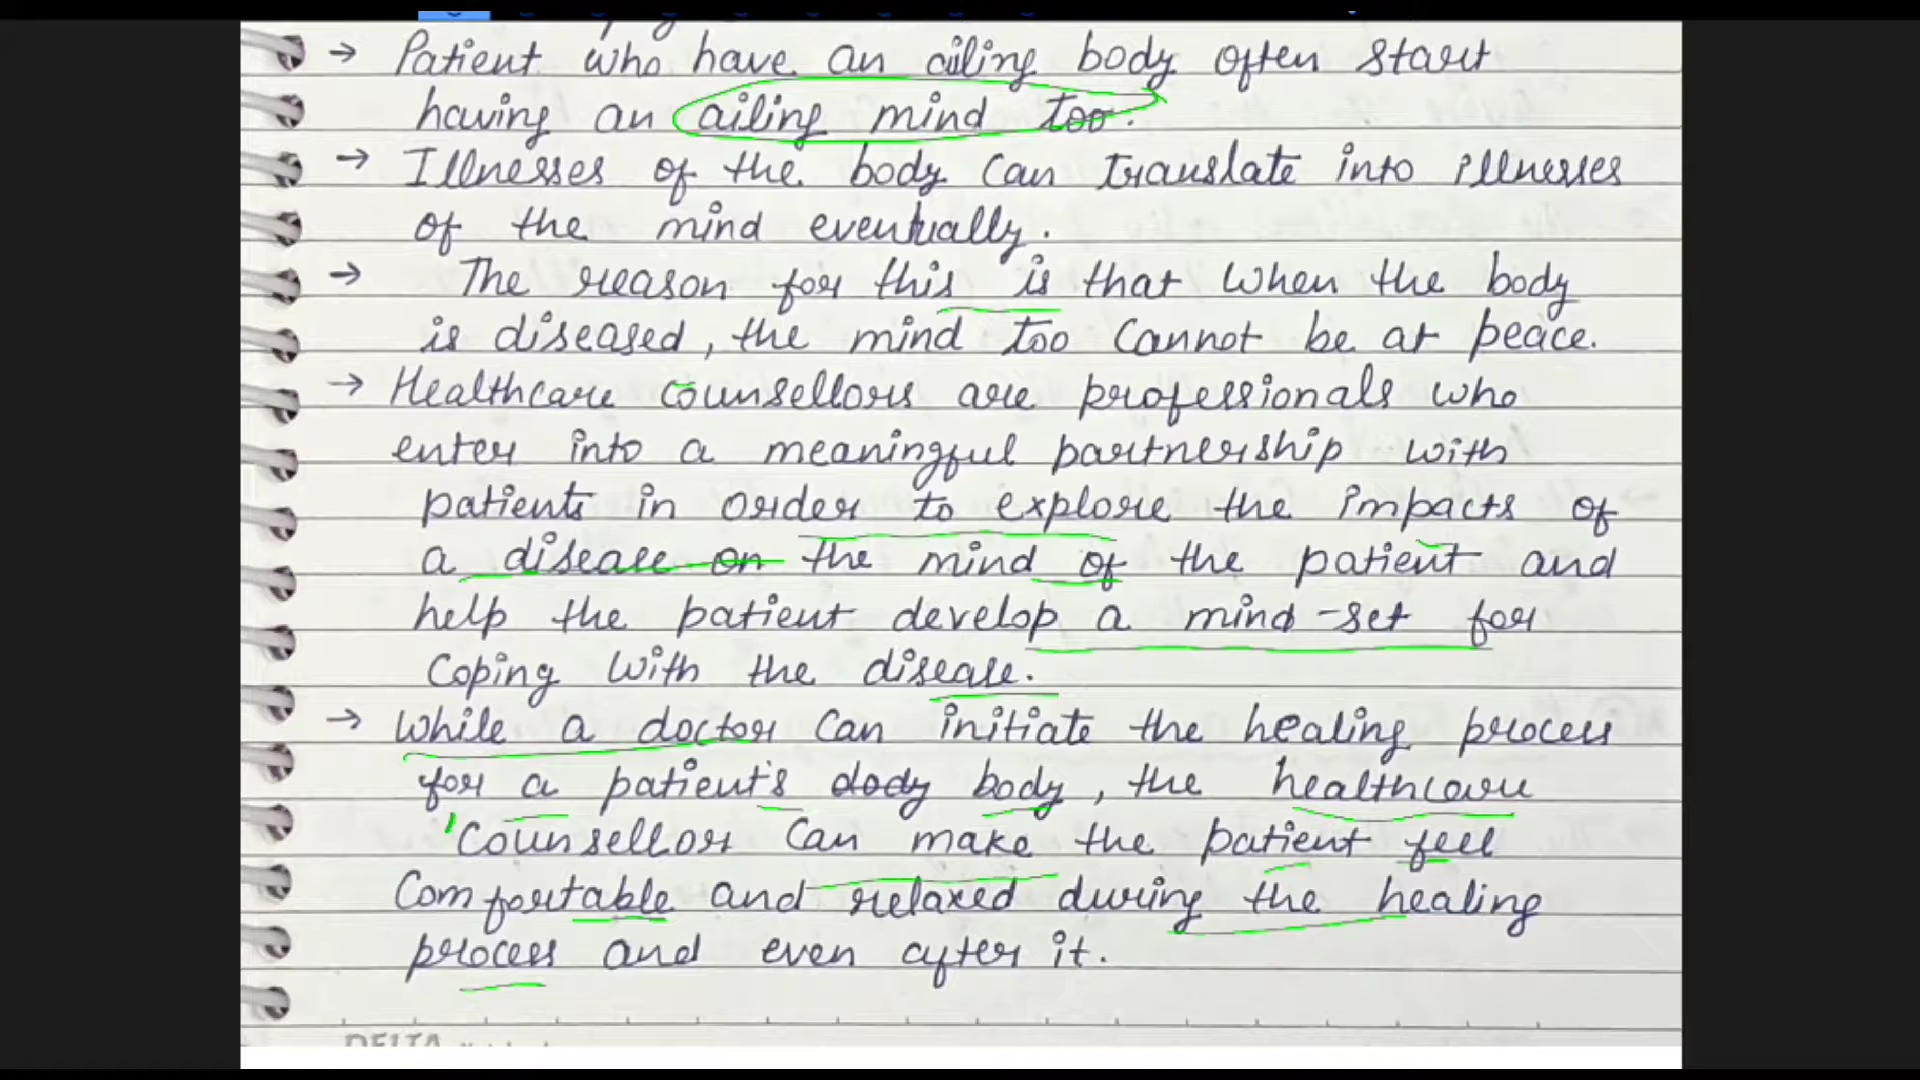 → Patient who have an ailing body often start
having an ailing mind too.
→ Illnesses of the body can translate into illnesses
of the mind eventually.
→ The reason for this is that when the body
is diseased, the mind too cannot be at peace.
→ Healthcare counsellors are professionals who
enter into a meaningful partnership with
patients in order to explore the impacts of
a disease on the mind of the patient and
help the patient develop a mind-set for
coping with the disease.
→ While a doctor can initiate the healing process
for a patient's dody body, the healthcare
counsellor can make the patient feel
comfortable and relaxed during the healing
process and even after it.
DELTA